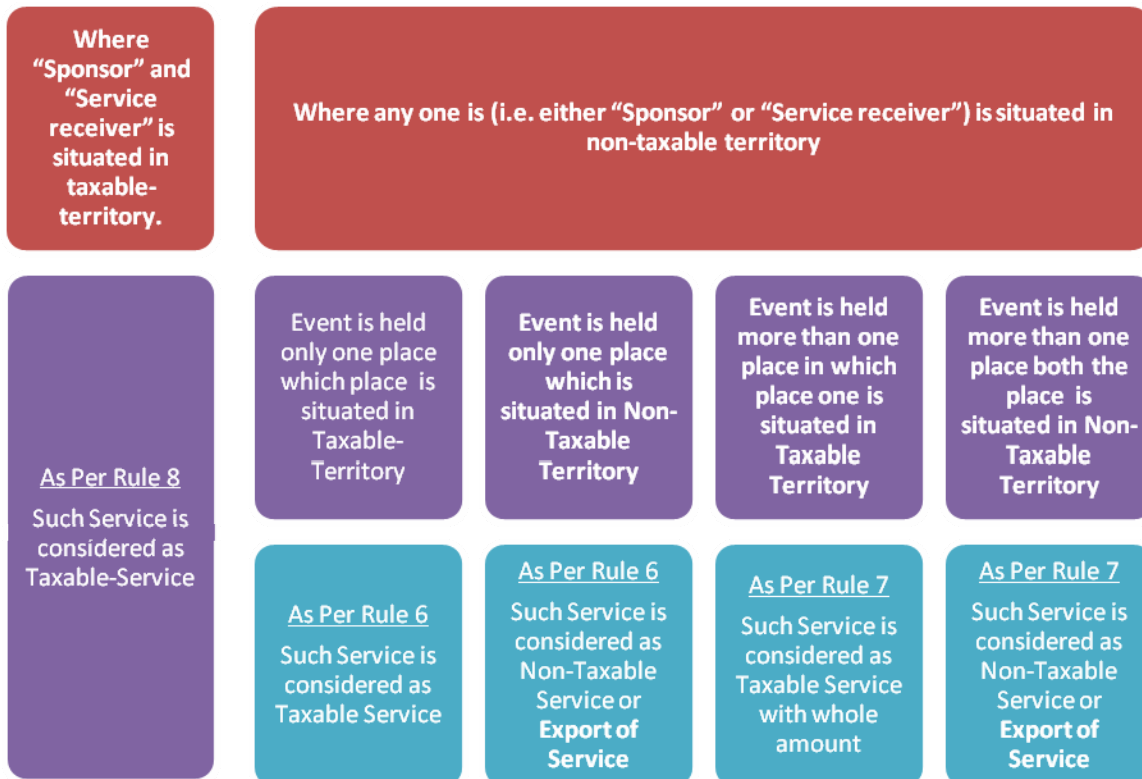 Where
“Sponsor” and
“Service
receiver” is
situated in
taxable-
territory.
Where any one is (i.e. either “Sponsor” or “Service receiver”) is situated in
non-taxable territory
As Per Rule 8
Such Service is
considered as
Taxable-Service
Event is held
only one place
which place is
situated in
Taxable-
Territory
Event is held
only one place
which is
situated in Non-
Taxable
Territory
Event is held
more than one
place in which
place one is
situated in
Taxable
Territory
Event is held
more than one
place both the
place is
situated in Non-
Taxable
Territory
As Per Rule 6
Such Service is
considered as
Taxable Service
As Per Rule 6
Such Service is
considered as
Non-Taxable
Service or
Export of
Service
As Per Rule 7
Such Service is
considered as
Taxable Service
with whole
amount
As Per Rule 7
Such Service is
considered as
Non-Taxable
Service or
Export of
Service